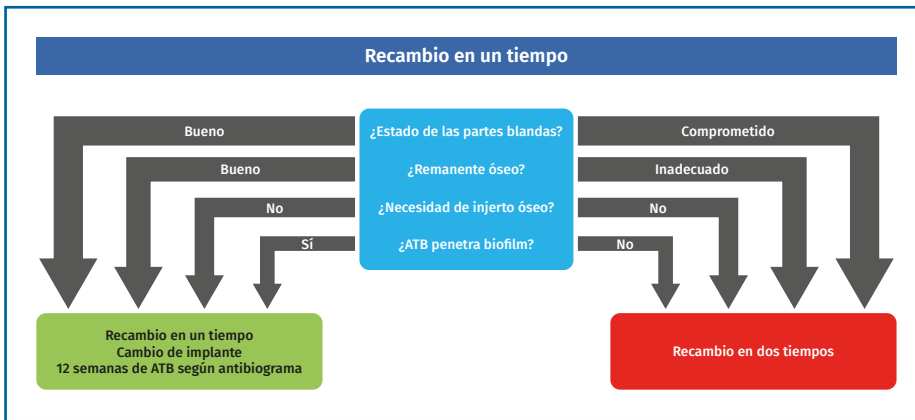 Recambio en un tiempo
Bueno ¿Estado de las partes blandas? Comprometido
Bueno ¿Remanente óseo? Inadecuado
No ¿Necesidad de injerto óseo? No
Sí ¿ATB penetra biofilm? No
Recambio en un tiempo
Cambio de implante
12 semanas de ATB según antibiograma
Recambio en dos tiempos